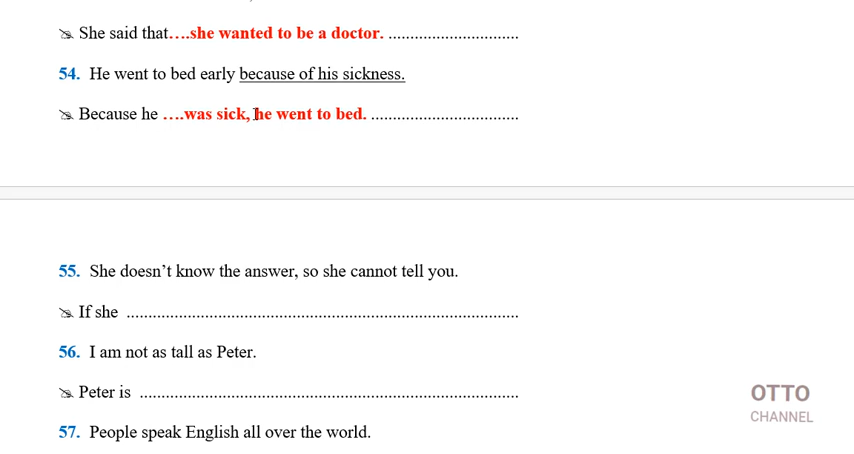 She said that….she wanted to be a doctor. ..............................
54. He went to bed early because of his sickness.
Because he ….was sick, he went to bed. ..................................
55. She doesn’t know the answer, so she cannot tell you.
If she ..........................................................................................
56. I am not as tall as Peter.
Peter is .......................................................................................
OTTO
CHANNEL
57. People speak English all over the world.